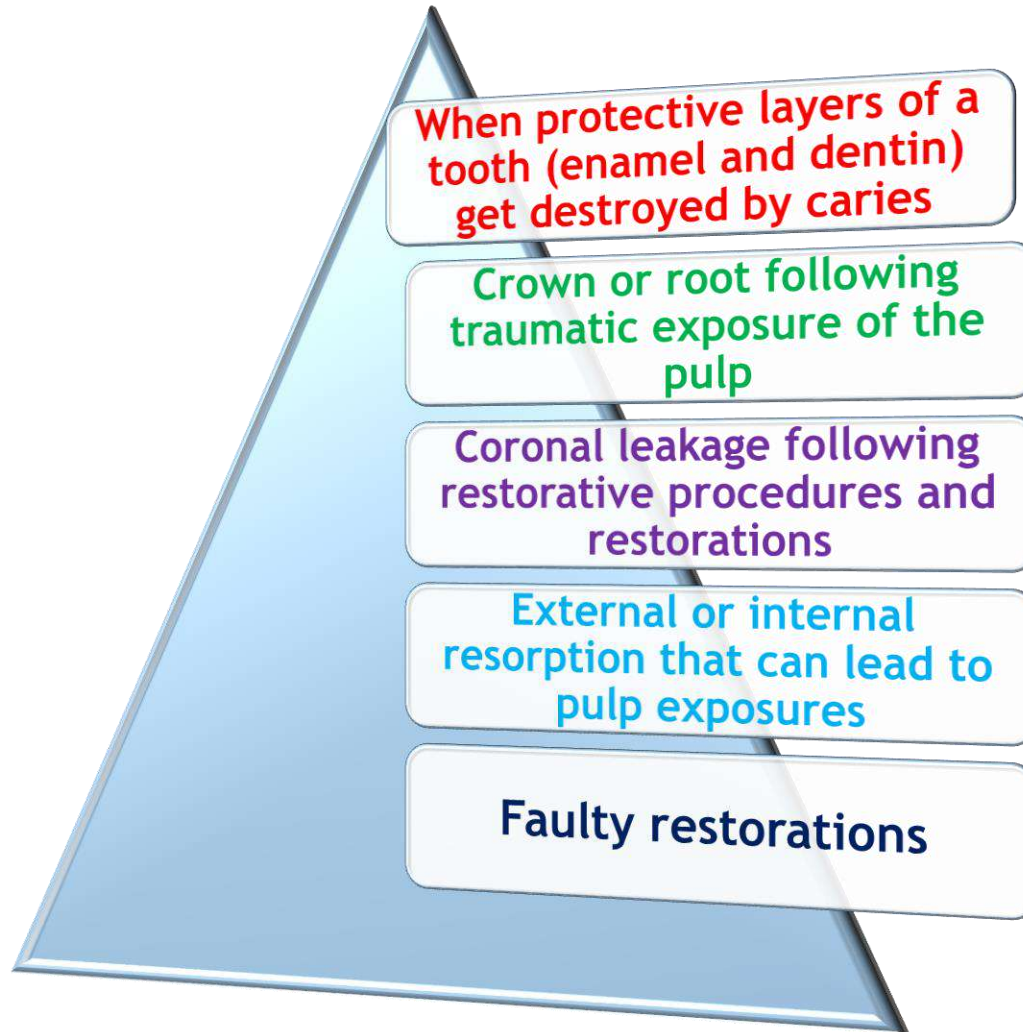 When protective layers of a
tooth (enamel and dentin)
get destroyed by caries
Crown or root following
traumatic exposure of the
pulp
Coronal leakage following
restorative procedures and
restorations
External or internal
resorption that can lead to
pulp exposures
Faulty restorations